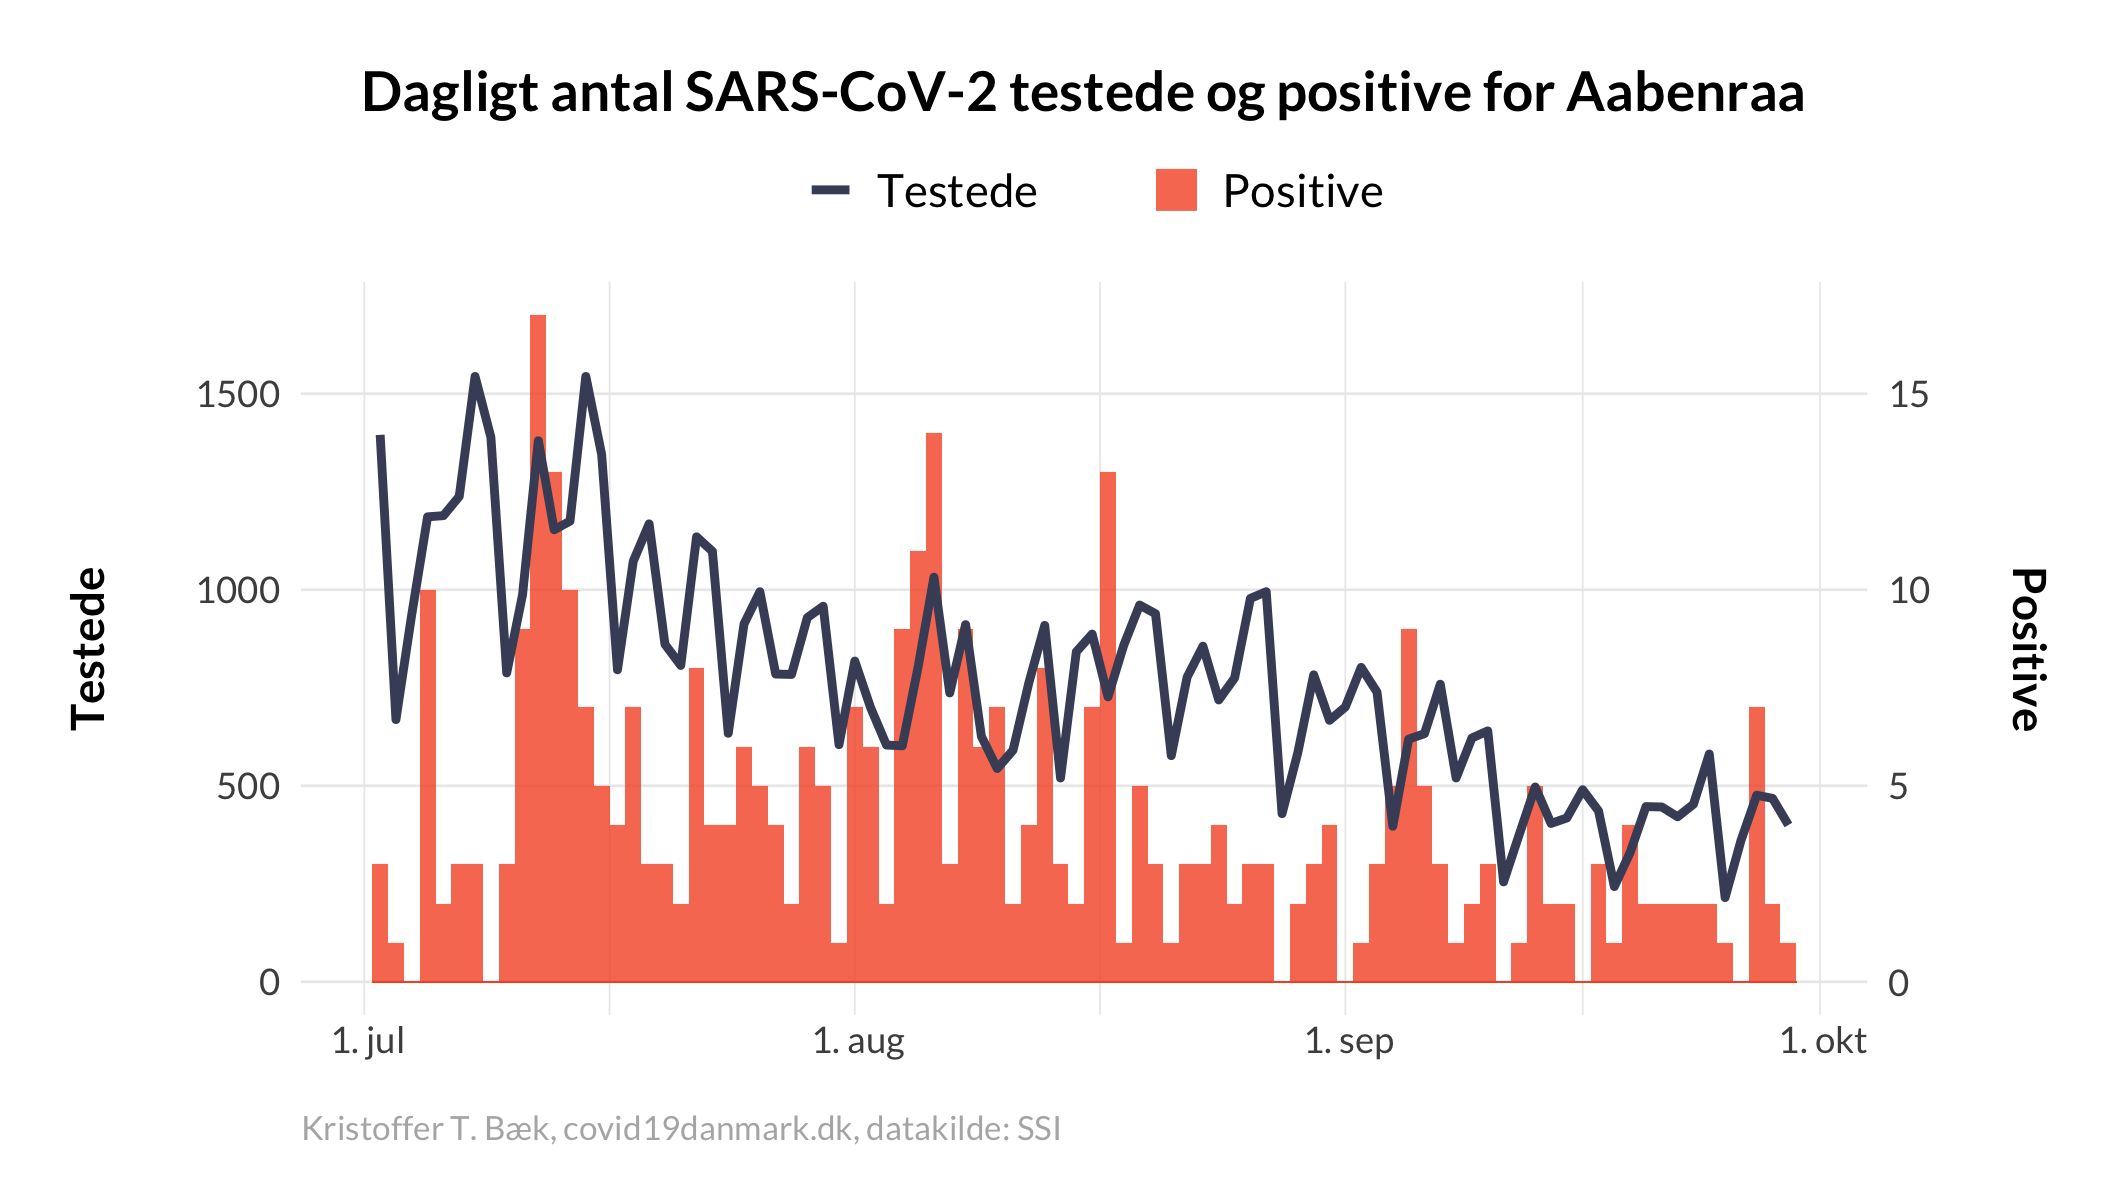 Dagligt antal SARS-CoV-2 testede og positive for Aabenraa
Testede
Positive
1500
1000
500
0
Testede
15
10
5
0
Positive
1. jul
1. aug
1. sep
1. okt
Kristoffer T. Bæk, covid19danmark.dk, datakilde: SSI